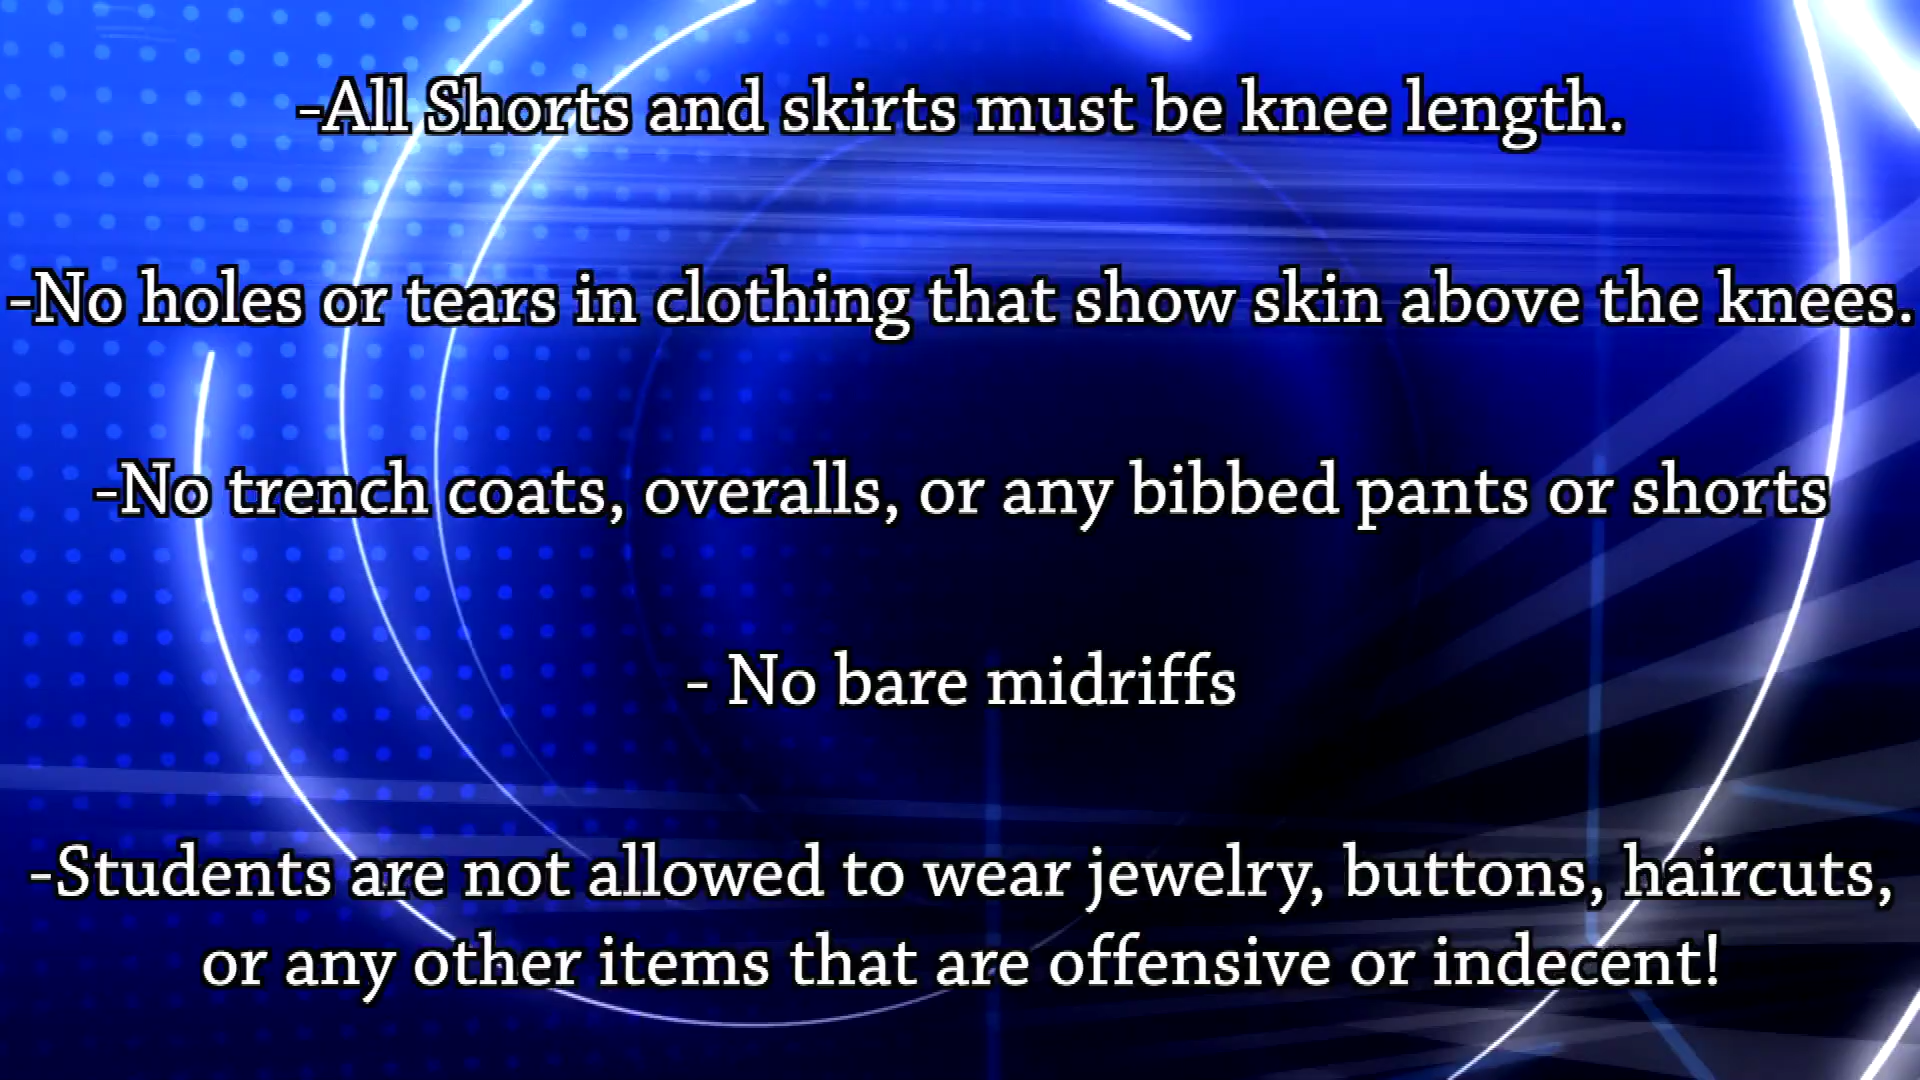 -All Shorts and skirts must be knee length.
-No holes or tears in clothing that show skin above the knees.
-No trench coats, overalls, or any bibbed pants or shorts
- No bare midriffs
-Students are not allowed to wear jewelry, buttons, haircuts,
or any other items that are offensive or indecent!